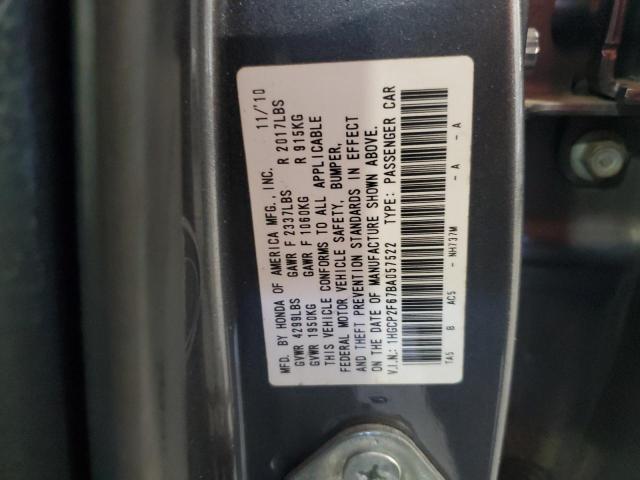 MFD. BY HONDA OF AMERICA MFG., INC. 11/'10
GVWR 4299LBS GAWR F 2337LBS R 2017LBS
GVWR 1950KG GAWR F 1060KG R 915KG
THIS VEHICLE CONFORMS TO ALL APPLICABLE
FEDERAL MOTOR VEHICLE SAFETY, BUMPER,
AND THEFT PREVENTION STANDARDS IN EFFECT
ON THE DATE OF MANUFACTURE SHOWN ABOVE.
V.I.N.: 1HGCP2F67BA057522 TYPE: PASSENGER CAR
TA5 B AC5 - NH737M - A - A